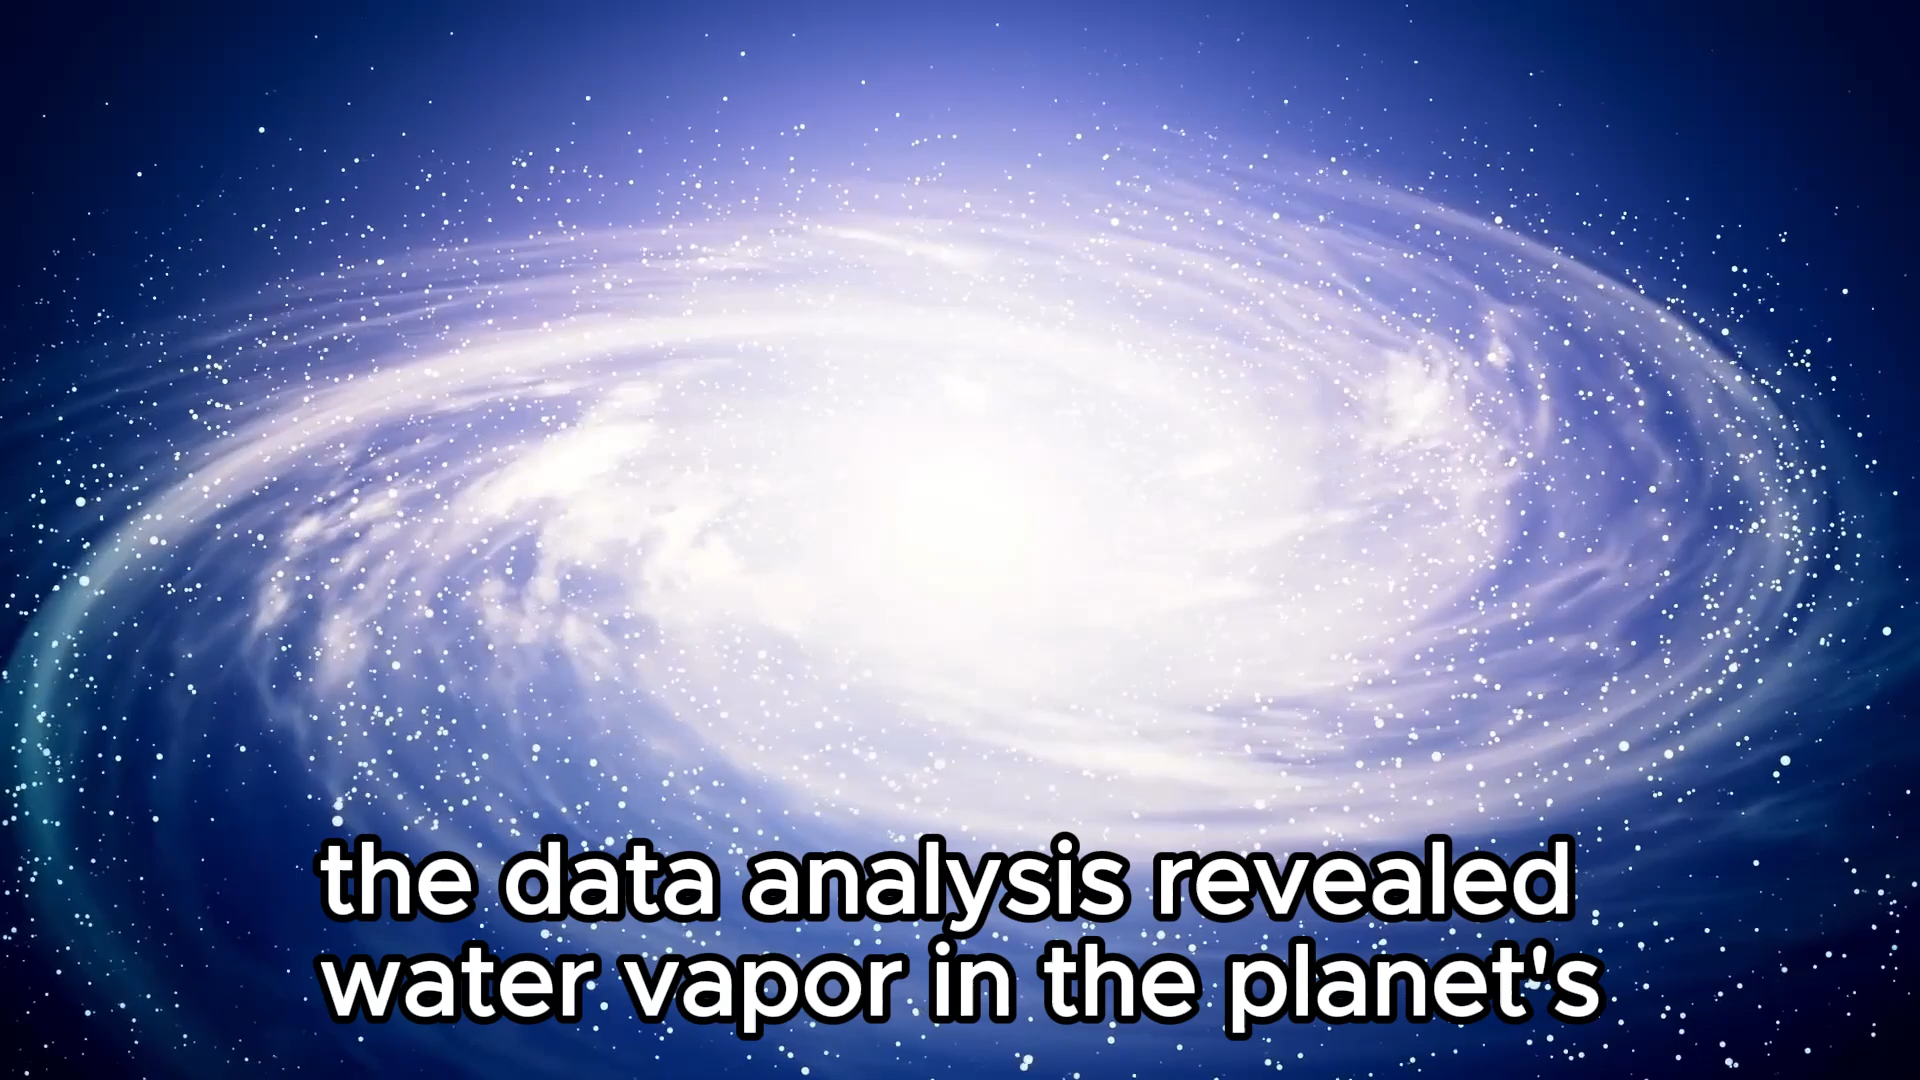 the data analysis revealed
water vapor in the planet's